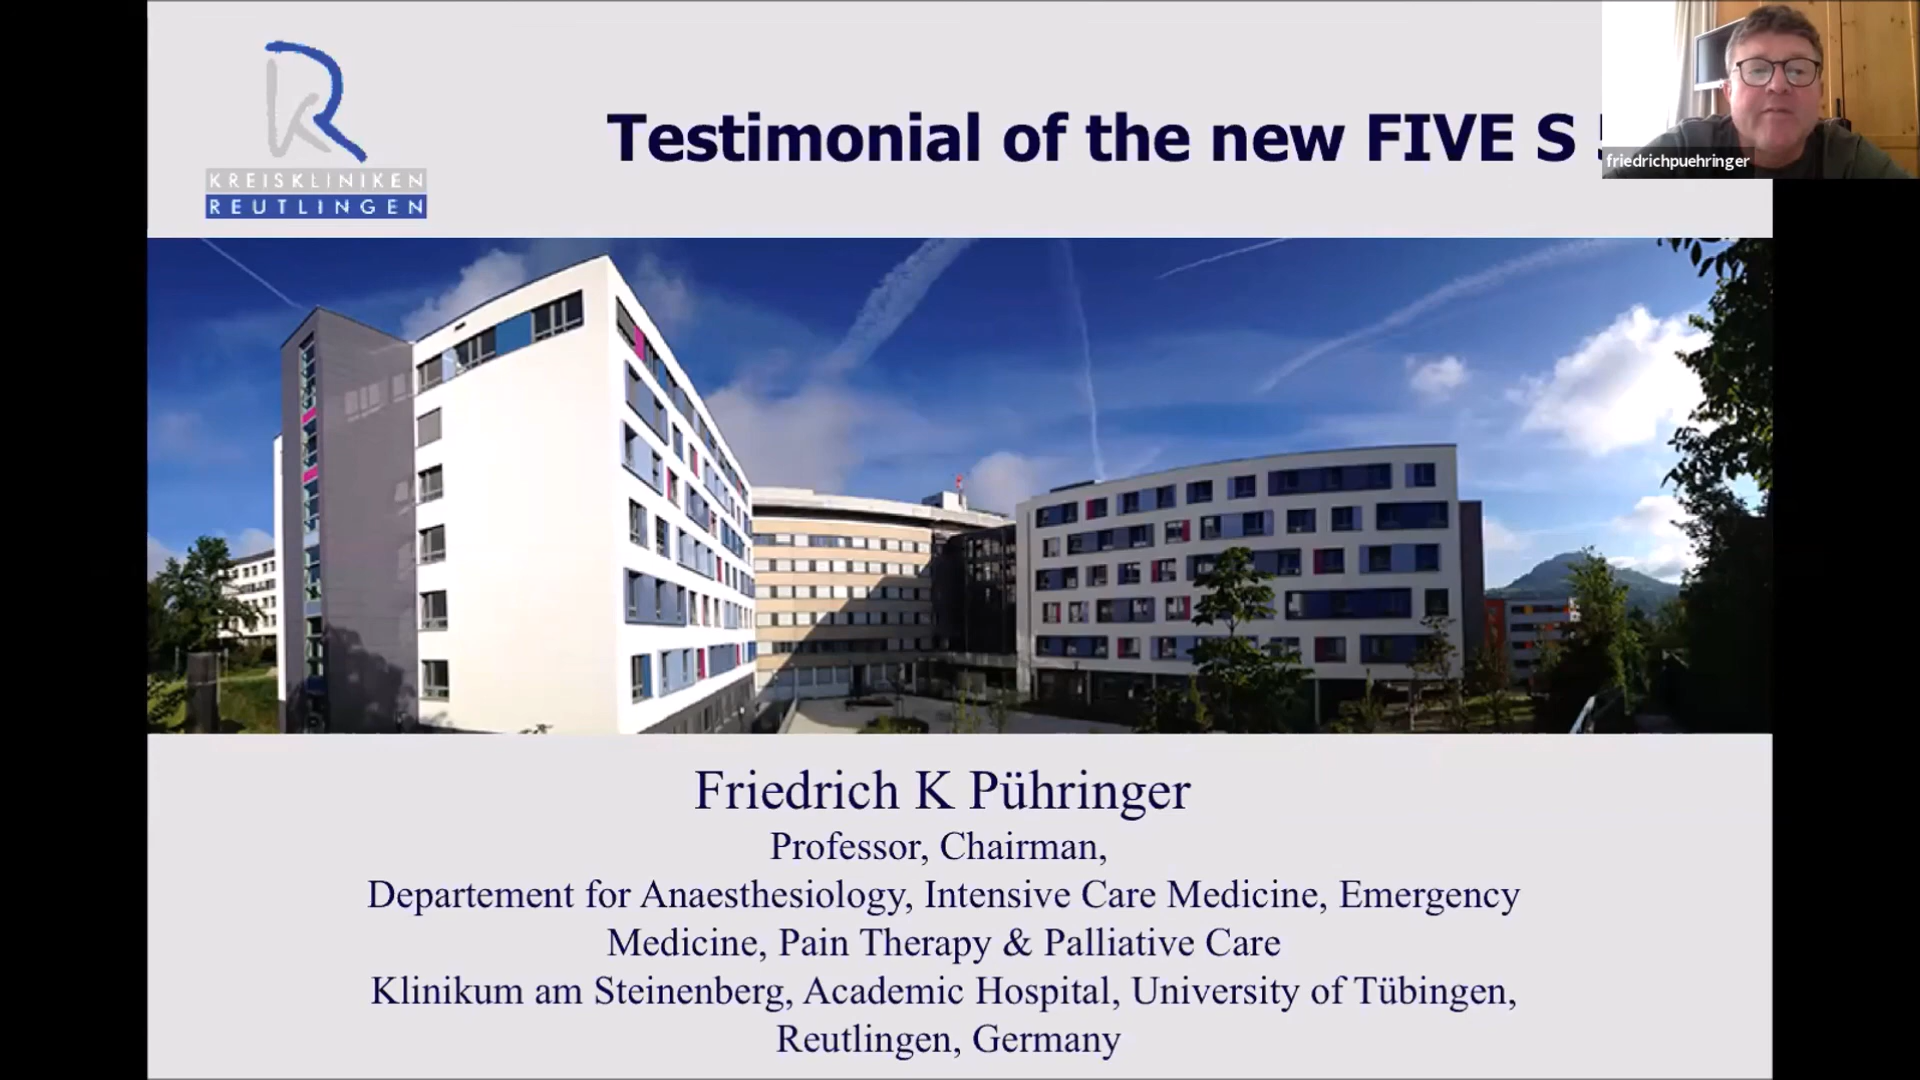 KREISKLINIKEN
REUTLINGEN
Testimonial of the new FIVE S
friedrichpuehringer
Friedrich K Pühringer
Professor, Chairman,
Departement for Anaesthesiology, Intensive Care Medicine, Emergency
Medicine, Pain Therapy & Palliative Care
Klinikum am Steinenberg, Academic Hospital, University of Tübingen,
Reutlingen, Germany